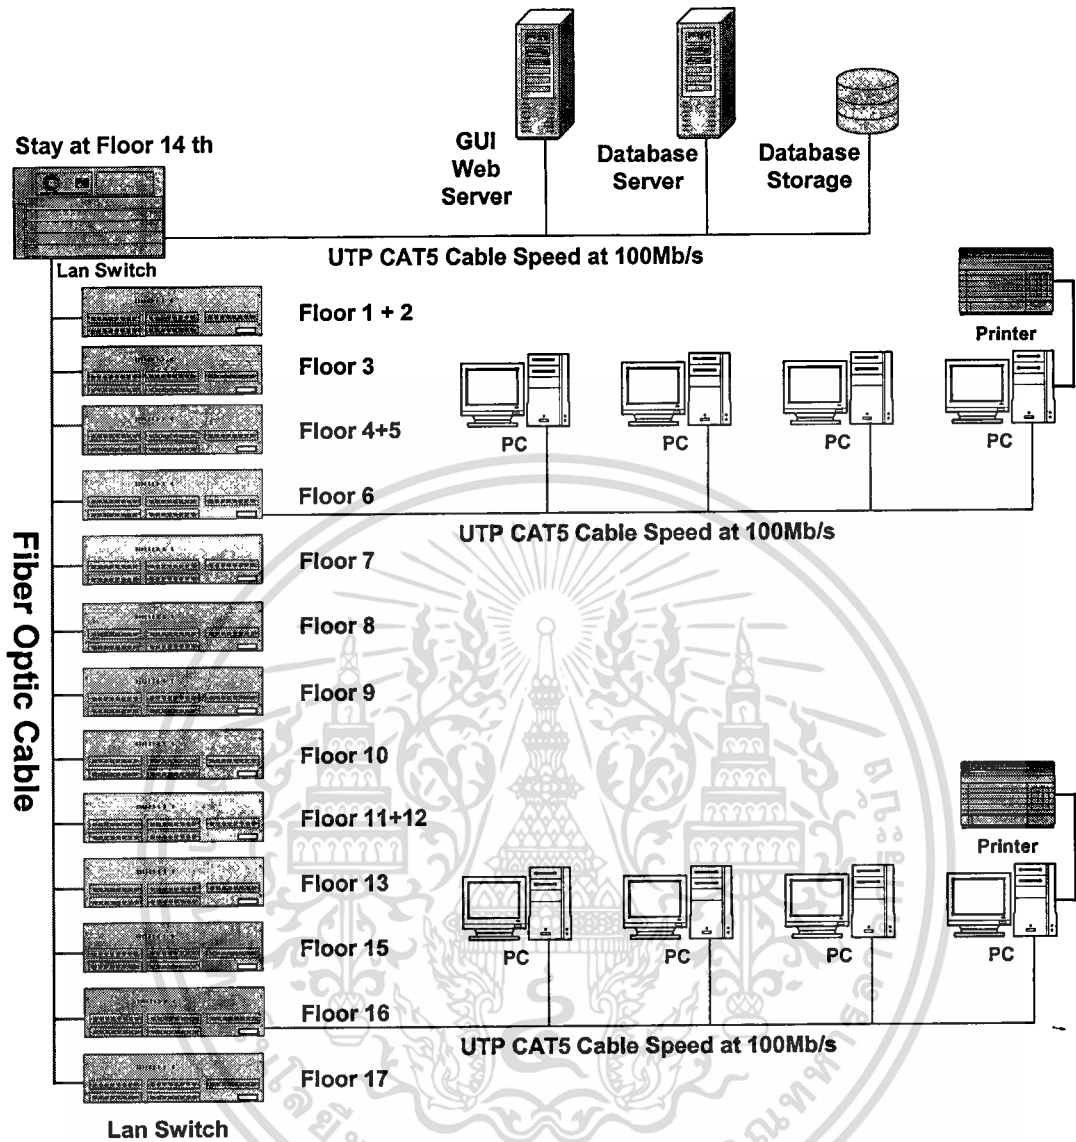 Stay at Floor 14 th
GUI
Web
Server
Database
Server
Database
Storage
Lan Switch
UTP CAT5 Cable Speed at 100Mb/s
Printer
Floor 1 + 2
Floor 3
Floor 4+5
PC
PC
PC
PC
Floor 6
UTP CAT5 Cable Speed at 100Mb/s
Fiber Optic Cable
Floor 7
Floor 8
Floor 9
Floor 10
Floor 11+12
Printer
Floor 13
Floor 15
PC
PC
PC
PC
Floor 16
UTP CAT5 Cable Speed at 100Mb/s
Floor 17
Lan Switch